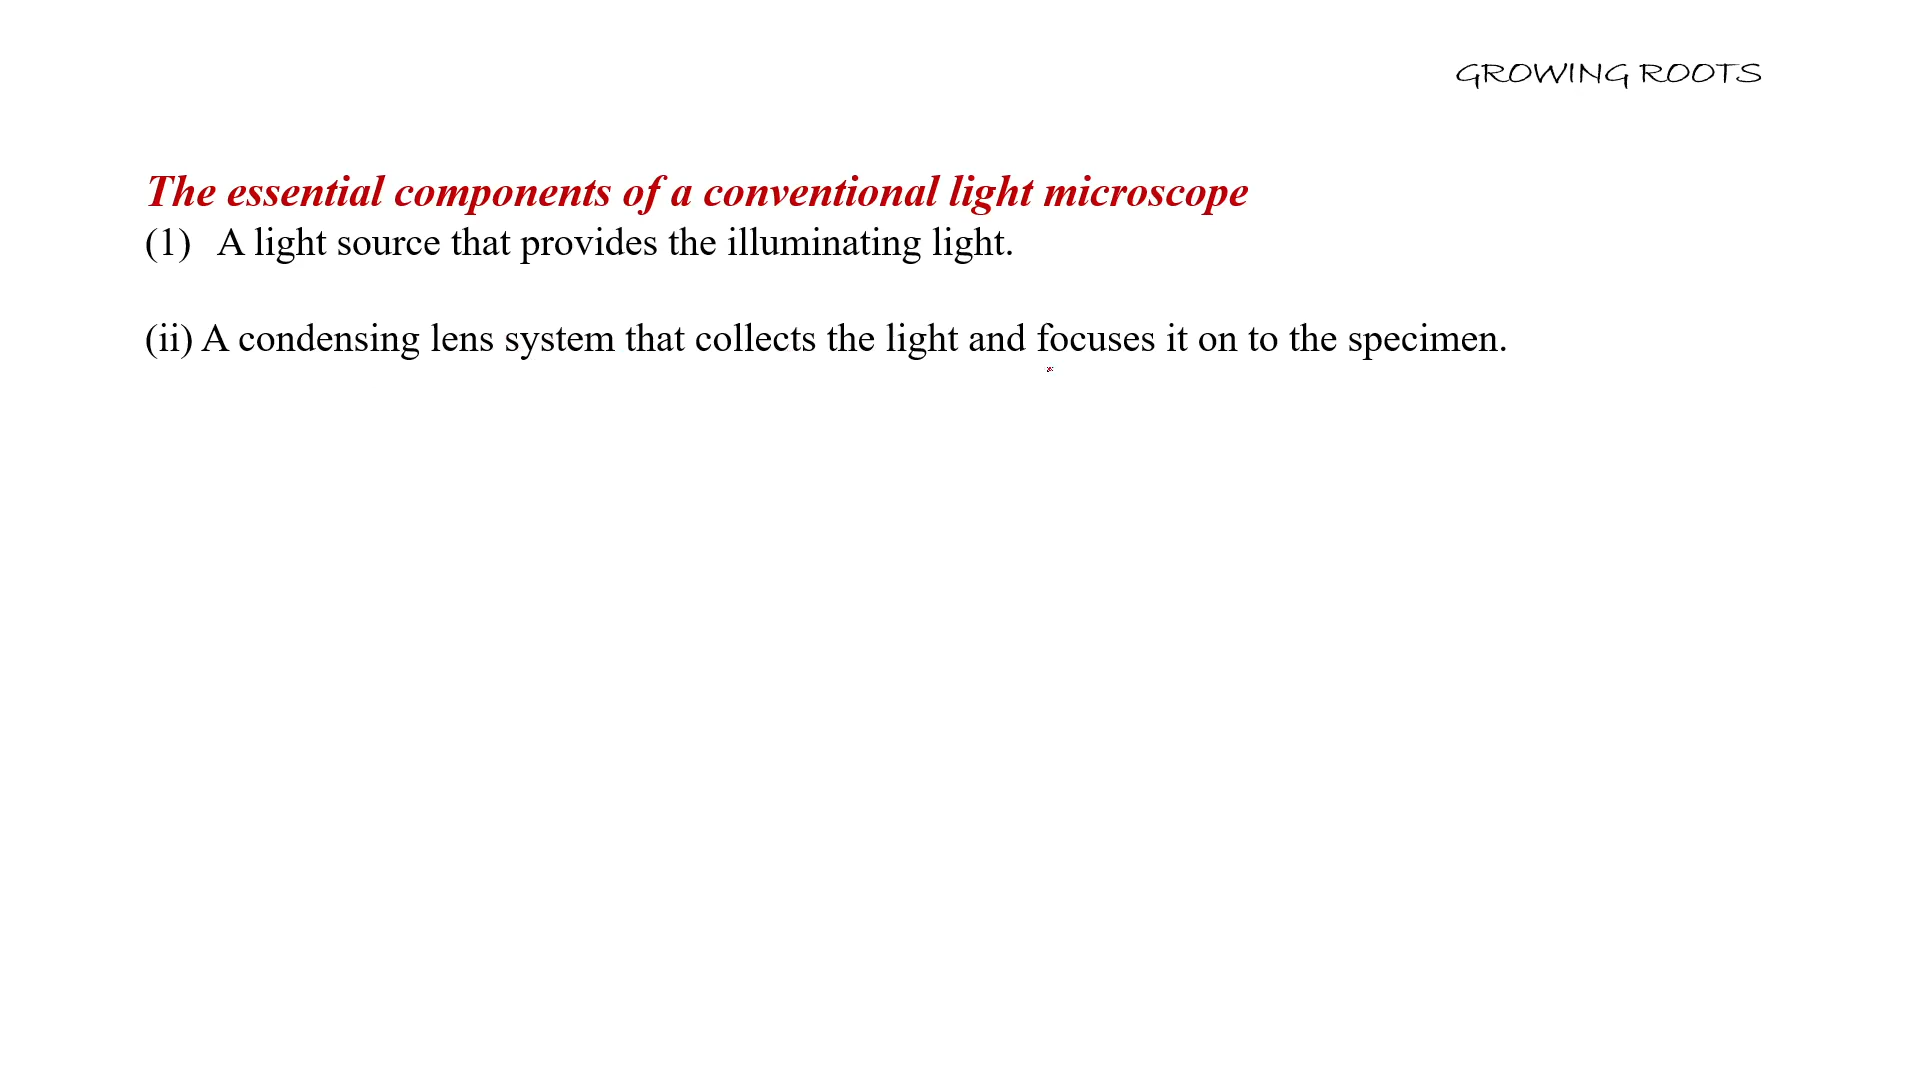 GROWING ROOTS
The essential components of a conventional light microscope
(1) A light source that provides the illuminating light.
(ii) A condensing lens system that collects the light and focuses it on to the specimen.